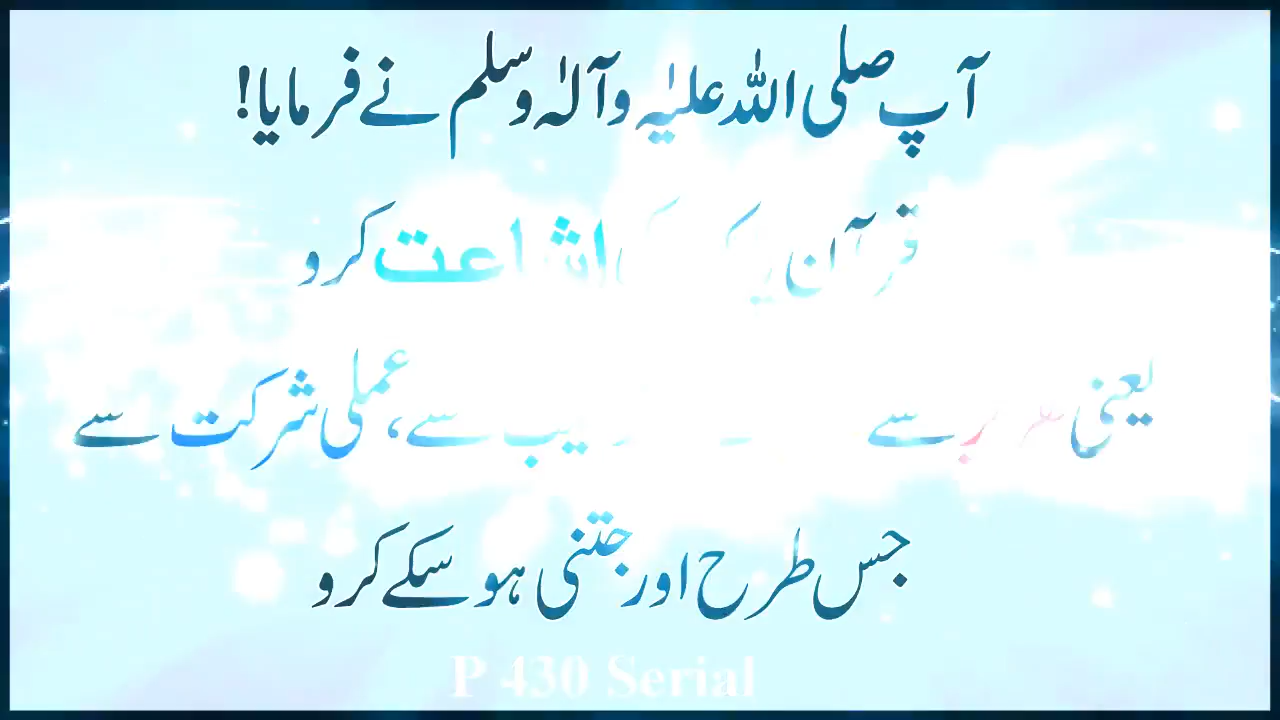 آپ صلی اللہ علیہ وآلہ وسلم نے فرمایا!
قرآن کی اشاعت کرو
یعنی سے سے، عملی شرکت سے
جس طرح اور جتنی ہو سکے کرو
P 430 Serial